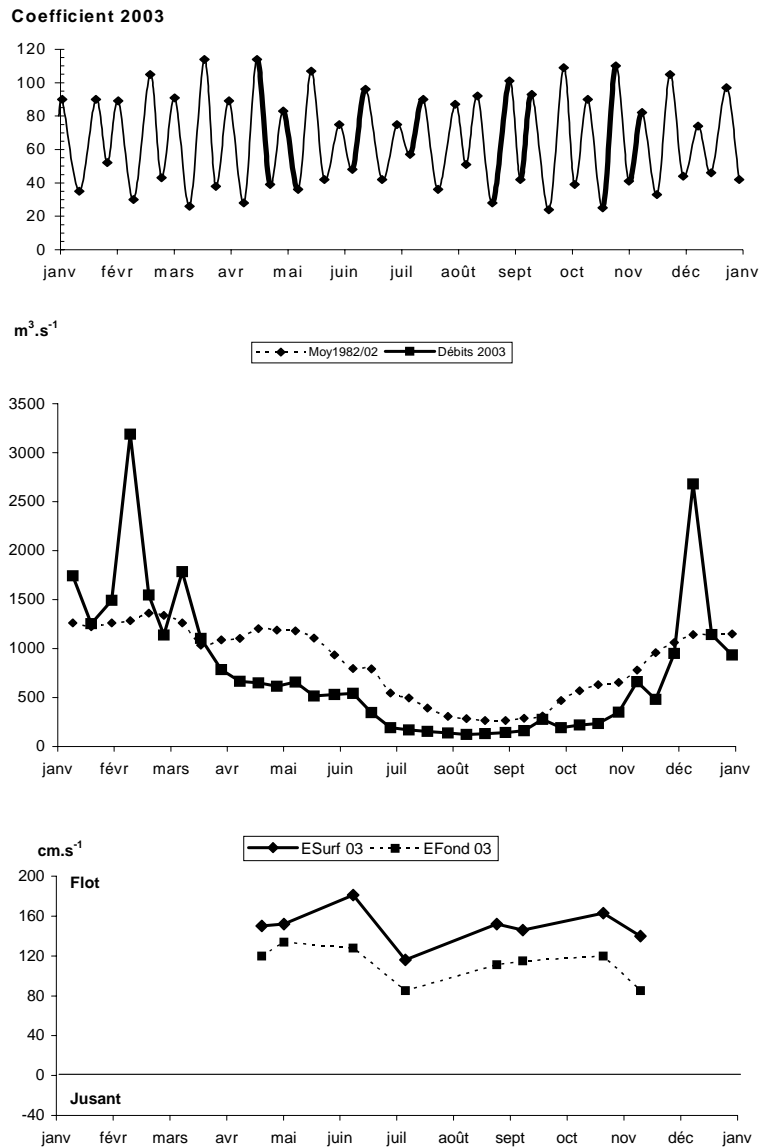 Coefficient 2003
120
100
80
60
40
20
0
janv févr mars avr mai juin juil août sept oct nov déc janv
m³.s⁻¹
Moy1982/02 Débits 2003
3500
3000
2500
2000
1500
1000
500
0
janv févr mars avr mai juin juil août sept oct nov déc janv
cm.s⁻¹
ESurf 03 EFond 03
200
Flot
160
120
80
40
0
Jusant
-40
janv févr mars avr mai juin juil août sept oct nov déc janv